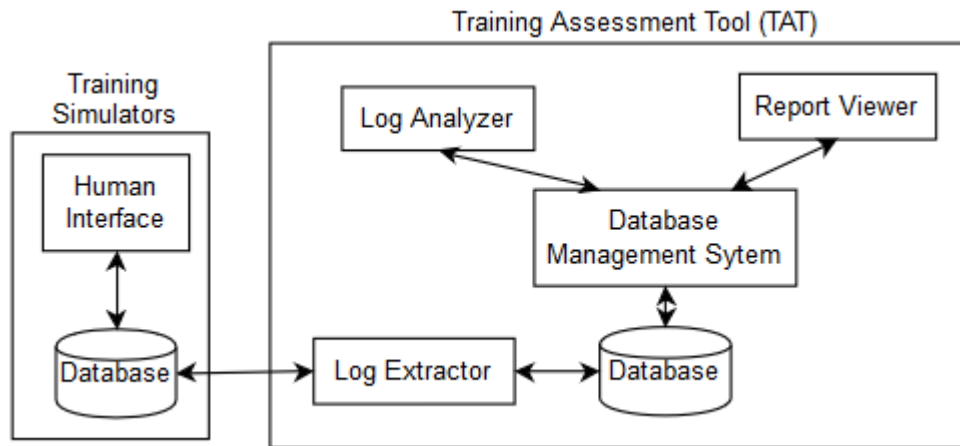 Training Assessment Tool (TAT)
Training
Simulators
Log Analyzer
Report Viewer
Human
Interface
Database
Management Sytem
Database
Log Extractor
Database